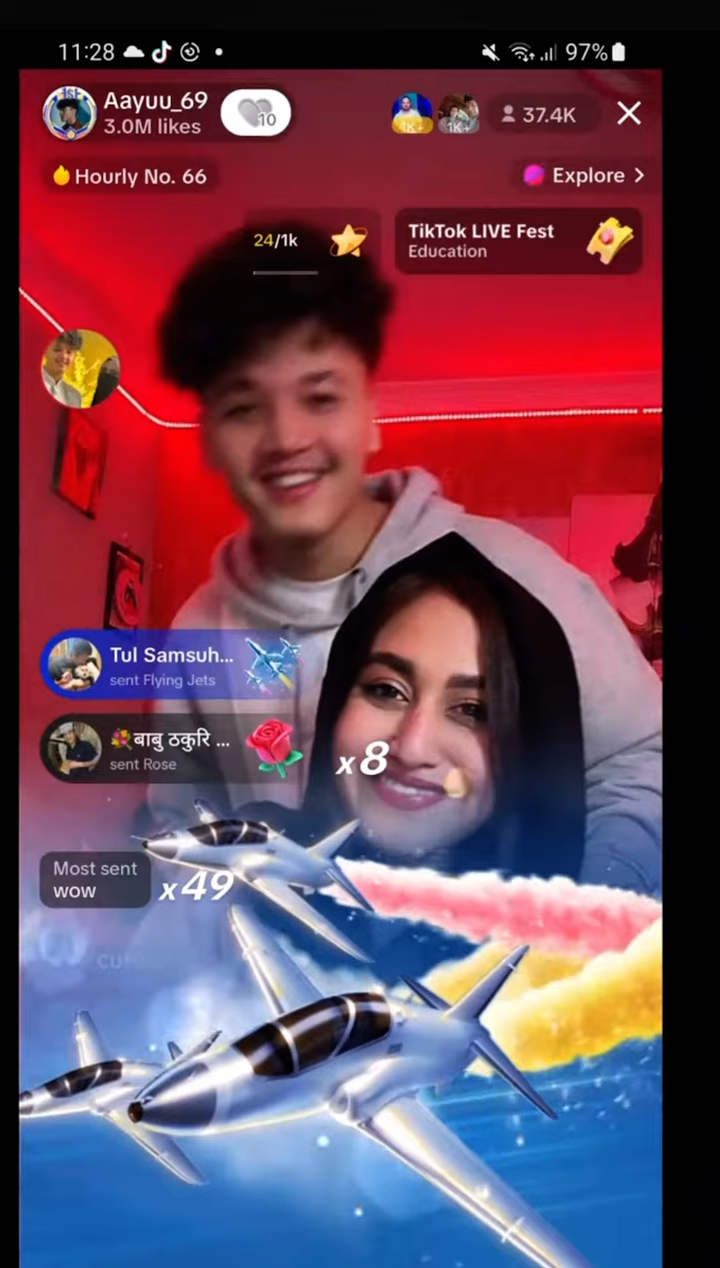 11:28
97%
Aayuu_69
3.0M likes
10
1K+
1K+
37.4K
Hourly No. 66
Explore
24/1k
TikTok LIVE Fest
Education
Tul Samsuh...
sent Flying Jets
बाबु ठकुरि ...
sent Rose
x8
Most sent
wow
x49